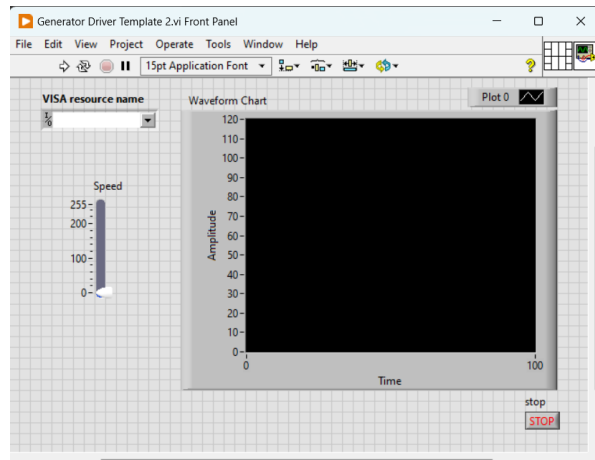 Generator Driver Template 2.vi Front Panel
File Edit View Project Operate Tools Window Help
15pt Application Font
?
VISA resource name
Waveform Chart
Plot 0
I/O
Speed
255
200
100
0
Amplitude
120
110
100
90
80
70
60
50
40
30
20
10
0
0
100
Time
stop
STOP